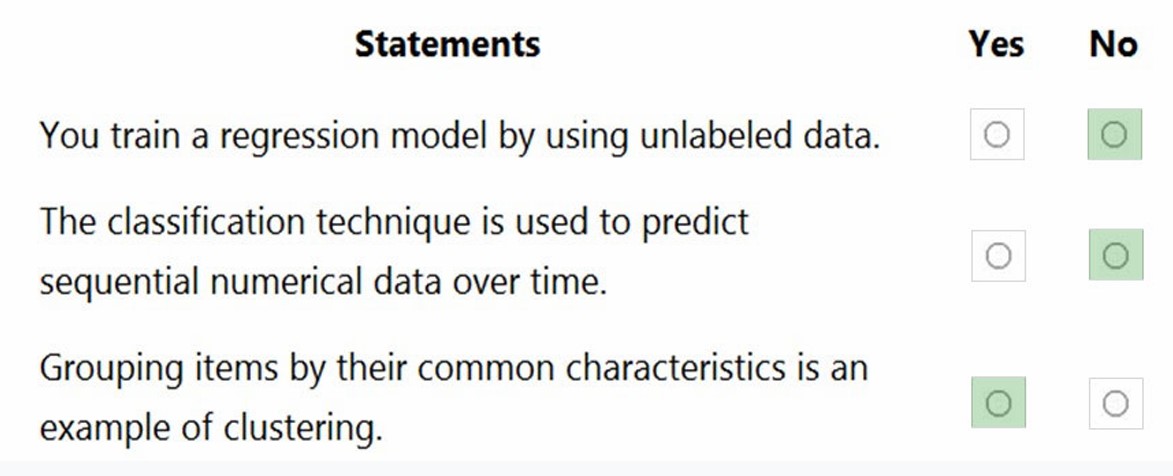 Statements Yes No
You train a regression model by using unlabeled data.
The classification technique is used to predict
sequential numerical data over time.
Grouping items by their common characteristics is an
example of clustering.